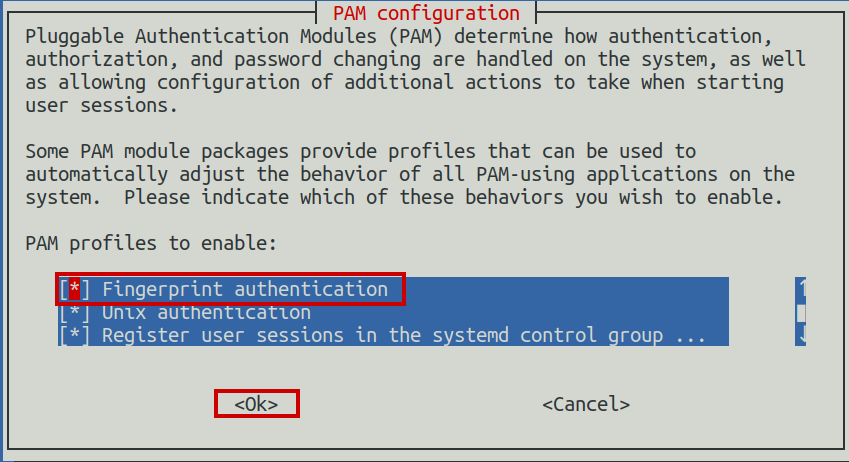 PAM configuration
Pluggable Authentication Modules (PAM) determine how authentication,
authorization, and password changing are handled on the system, as well
as allowing configuration of additional actions to take when starting
user sessions.
Some PAM module packages provide profiles that can be used to
automatically adjust the behavior of all PAM-using applications on the
system.  Please indicate which of these behaviors you wish to enable.
PAM profiles to enable:
[*] Fingerprint authentication ↑
[*] Unix authentication
[*] Register user sessions in the systemd control group ... ↓
<Ok> <Cancel>